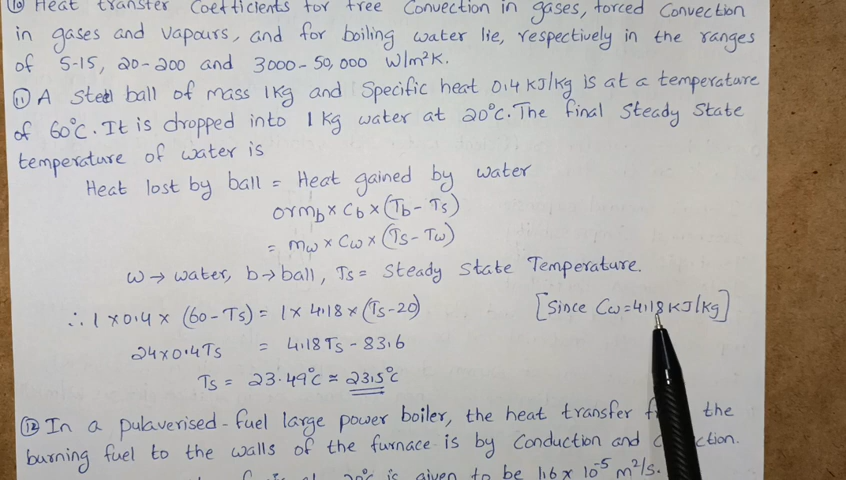 ⑩ Heat transfer Coefficients for free Convection in gases, forced Convection
in gases and vapours, and for boiling water lie, respectively in the ranges
of 5-15, 20-200 and 3000-50,000 W/m²K.
⑪ A Steel ball of mass 1Kg and Specific heat 0.4 KJ/Kg is at a temperature
of 60°C. It is dropped into 1 Kg water at 20°C. The final Steady State
temperature of water is
Heat lost by ball = Heat gained by water
or mb × Cb × (Tb - Ts)
= mw × Cw × (Ts - Tw)
w → water, b → ball, Ts = Steady State Temperature.
∴ 1 × 0.4 × (60 - Ts) = 1 × 4.18 × (Ts - 20) [Since Cw = 4.18 KJ/Kg]
24 × 0.4 Ts = 4.18 Ts - 83.6
Ts = 23.49°C ≈ 23.5°C
⑫ In a pulaverised-fuel large power boiler, the heat transfer the
burning fuel to the walls of the furnace is by Conduction and
20°C is given to be 1.6 × 10⁻⁵ m²/s.